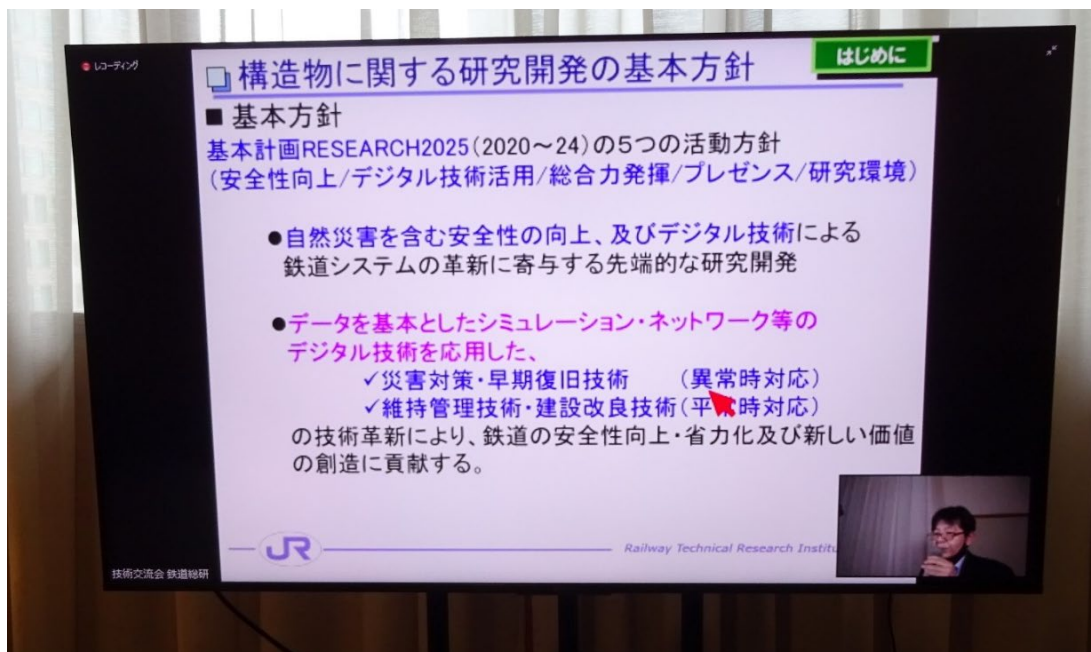 レコーディング
構造物に関する研究開発の基本方針
はじめに
■ 基本方針
基本計画RESEARCH2025(2020～24)の5つの活動方針
(安全性向上/デジタル技術活用/総合力発揮/プレゼンス/研究環境)
●自然災害を含む安全性の向上、及びデジタル技術による
鉄道システムの革新に寄与する先端的な研究開発
●データを基本としたシミュレーション・ネットワーク等の
デジタル技術を応用した、
✓災害対策・早期復旧技術 (異常時対応)
✓維持管理技術・建設改良技術(平常時対応)
の技術革新により、鉄道の安全性向上・省力化及び新しい価値
の創造に貢献する。
JR
Railway Technical Research
技術交流会 鉄道総研